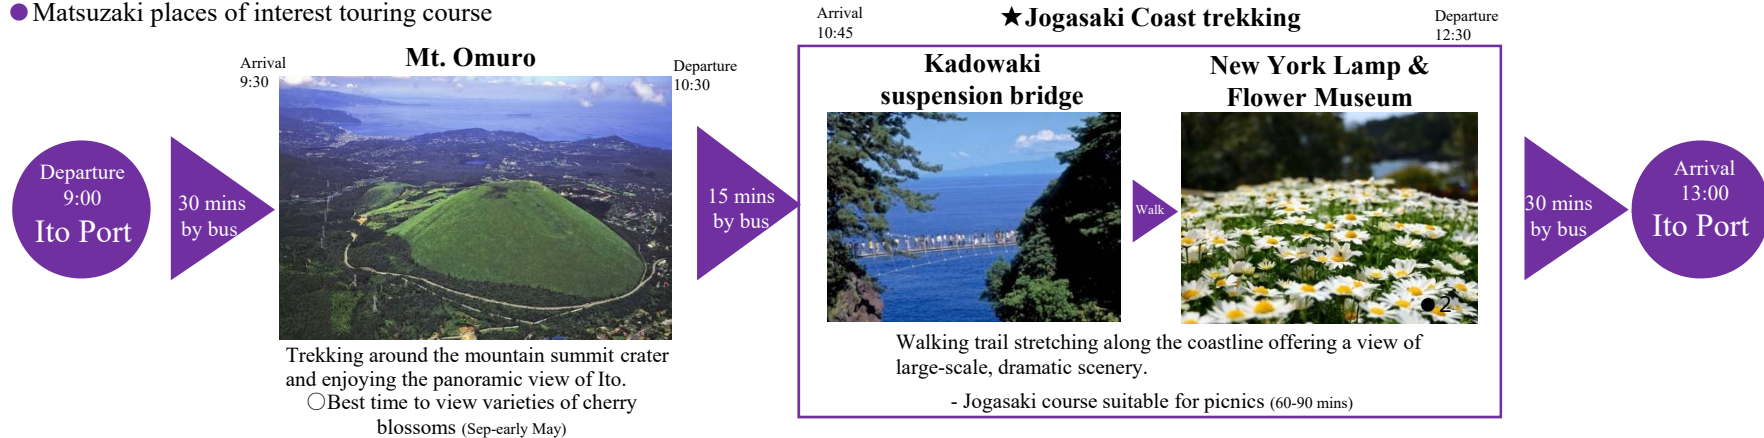 ● Matsuzaki places of interest touring course
Departure
9:00
Ito Port
30 mins
by bus
Arrival
9:30
Mt. Omuro
Departure
10:30
Trekking around the mountain summit crater
and enjoying the panoramic view of Ito.
○Best time to view varieties of cherry
blossoms (Sep-early May)
15 mins
by bus
Arrival
10:45
★Jogasaki Coast trekking
Departure
12:30
Kadowaki
suspension bridge
Walk
New York Lamp &
Flower Museum
● 2
Walking trail stretching along the coastline offering a view of
large-scale, dramatic scenery.
- Jogasaki course suitable for picnics (60-90 mins)
30 mins
by bus
Arrival
13:00
Ito Port